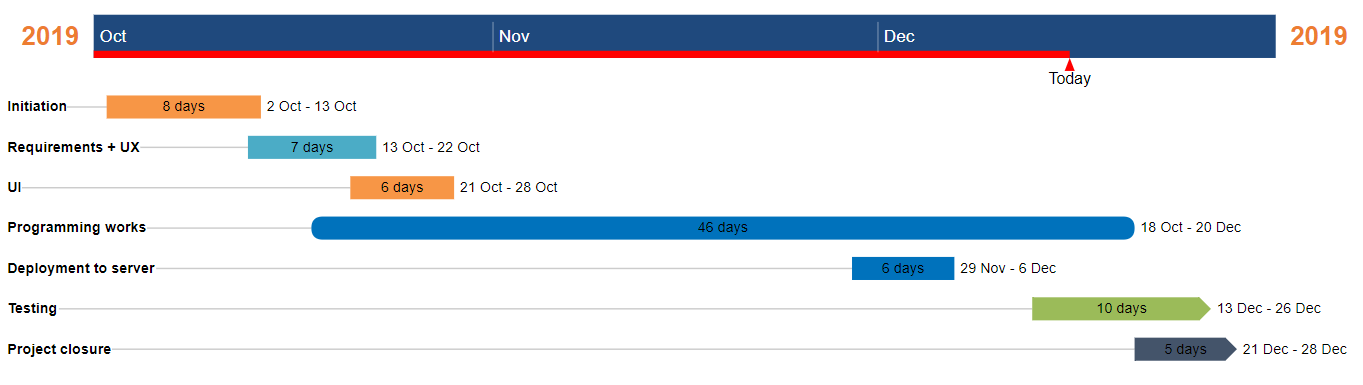 2019 Oct Nov Dec 2019
Today
Initiation 8 days 2 Oct - 13 Oct
Requirements + UX 7 days 13 Oct - 22 Oct
UI 6 days 21 Oct - 28 Oct
Programming works 46 days 18 Oct - 20 Dec
Deployment to server 6 days 29 Nov - 6 Dec
Testing 10 days 13 Dec - 26 Dec
Project closure 5 days 21 Dec - 28 Dec